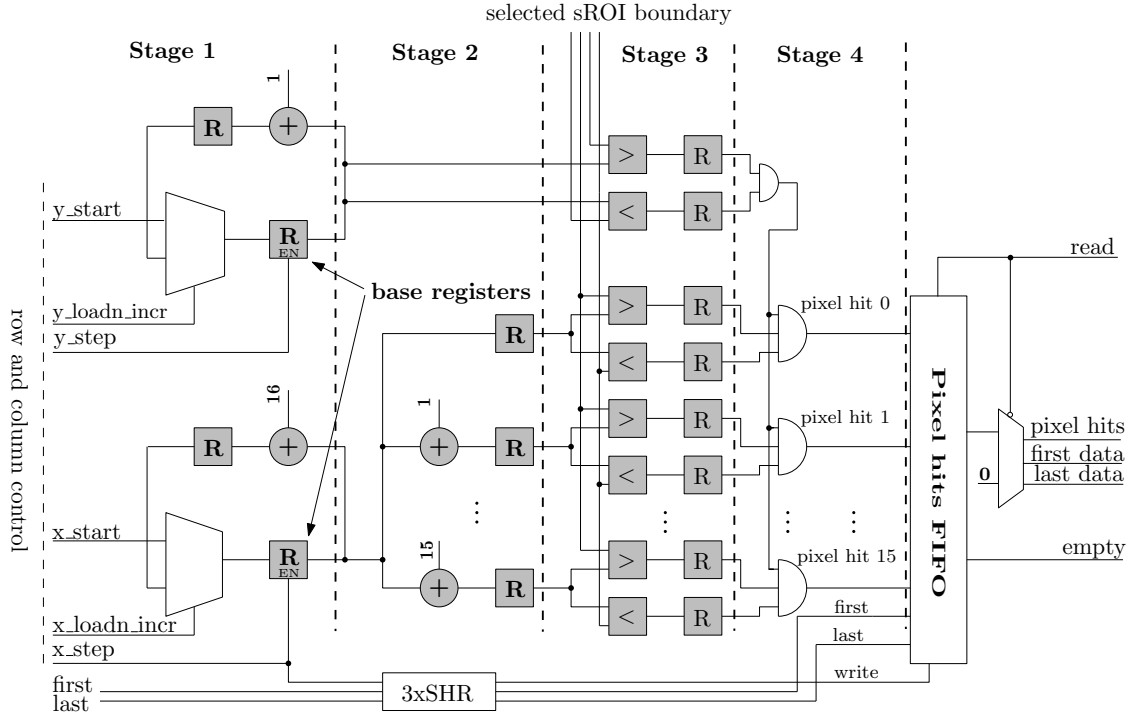 selected sROI boundary
Stage 1
Stage 2
Stage 3
Stage 4
1
R
+
>
R
y_start
<
R
R
EN
read
base registers
y_loadn_incr
y_step
R
>
R
pixel hit 0
<
R
16
1
R
+
+
R
>
R
pixel hit 1
<
R
pixel hits
first data
0
last data
row and column control
Pixel hits FIFO
x_start
...
...
...
...
R
EN
15
+
R
>
R
pixel hit 15
<
R
empty
x_loadn_incr
first
x_step
last
first
last
3xSHR
write